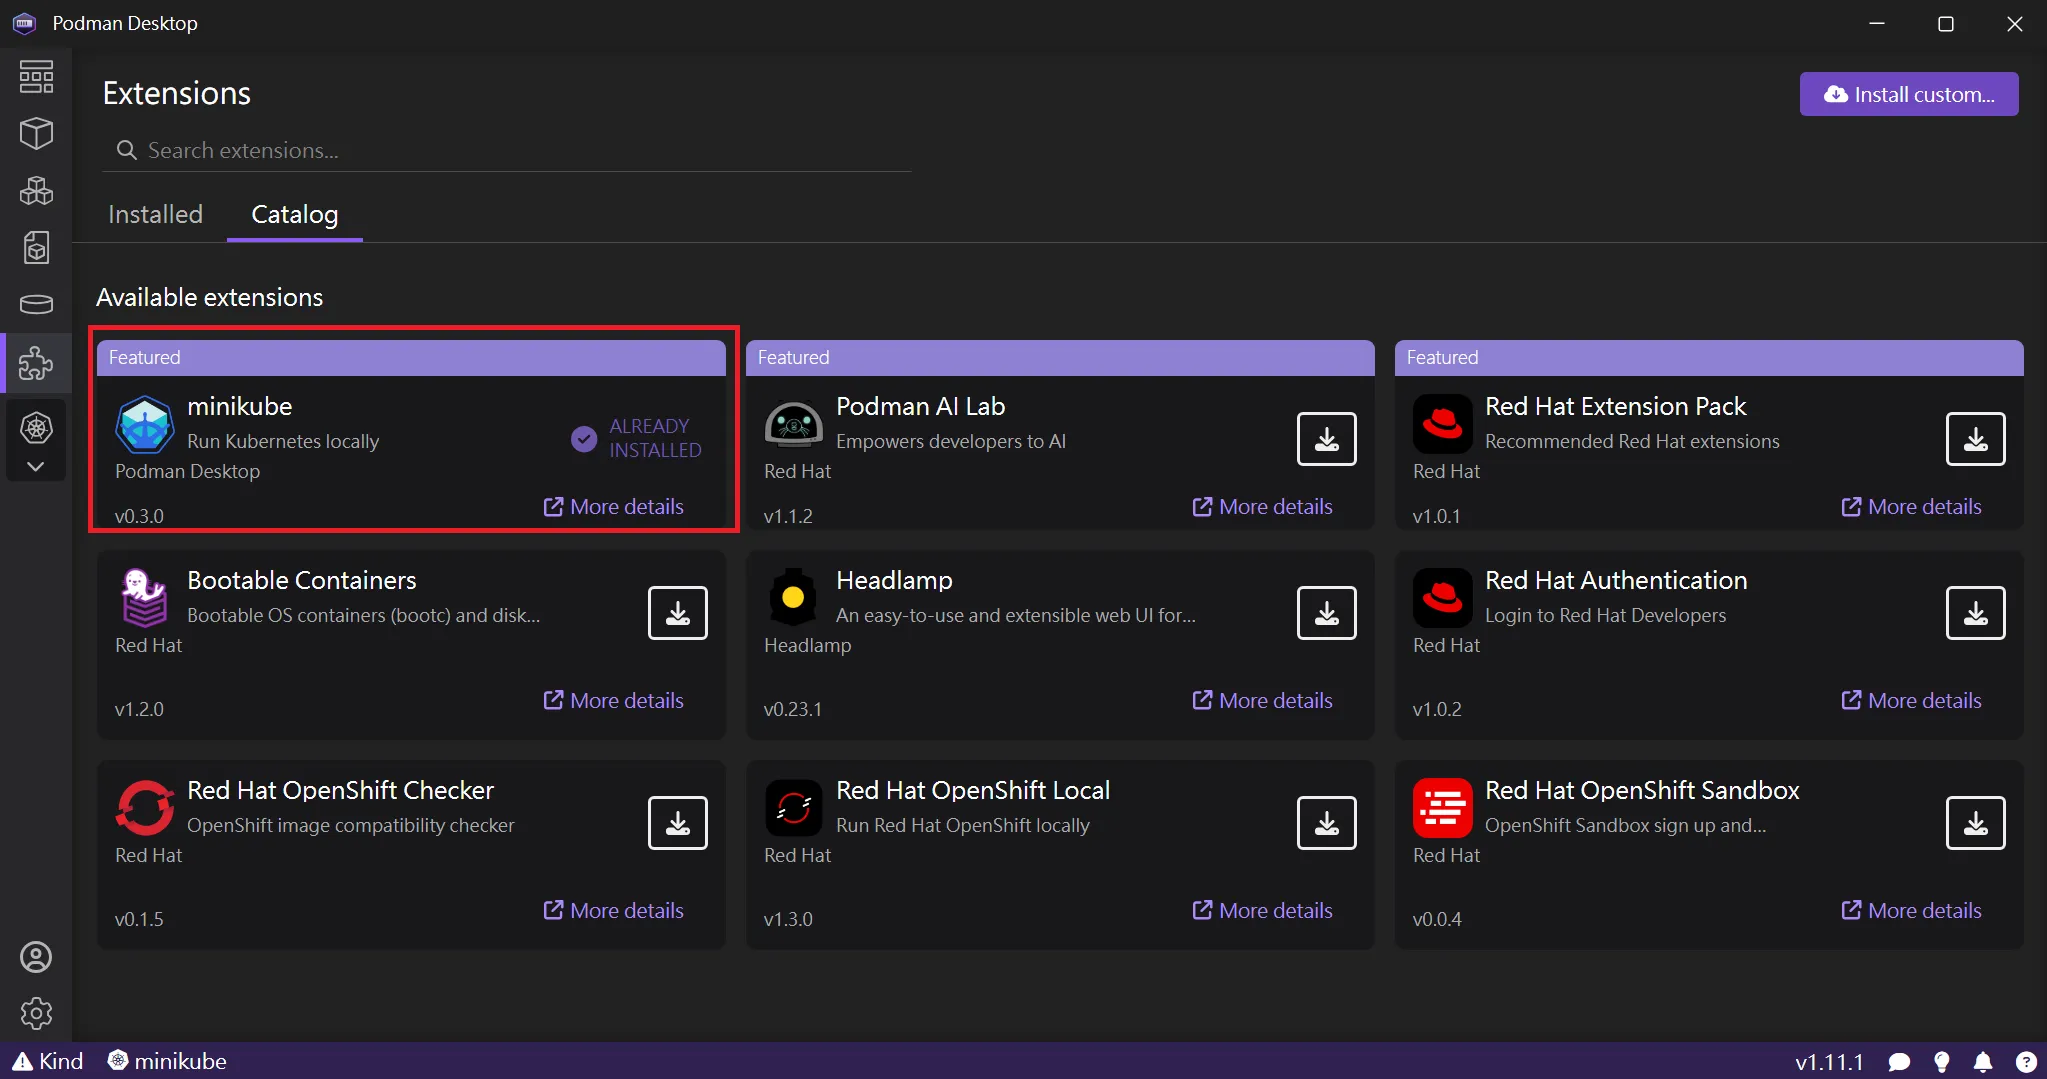 Podman Desktop
Extensions
Install custom...
Search extensions...
Installed
Catalog
Available extensions
Featured
minikube
Run Kubernetes locally
ALREADY
INSTALLED
Podman Desktop
More details
v0.3.0
Featured
Podman AI Lab
Empowers developers to AI
Red Hat
More details
v1.1.2
Featured
Red Hat Extension Pack
Recommended Red Hat extensions
Red Hat
More details
v1.0.1
Bootable Containers
Bootable OS containers (bootc) and disk...
Red Hat
More details
v1.2.0
Headlamp
An easy-to-use and extensible web UI for...
Headlamp
More details
v0.23.1
Red Hat Authentication
Login to Red Hat Developers
Red Hat
More details
v1.0.2
Red Hat OpenShift Checker
OpenShift image compatibility checker
Red Hat
More details
v0.1.5
Red Hat OpenShift Local
Run Red Hat OpenShift locally
Red Hat
More details
v1.3.0
Red Hat OpenShift Sandbox
OpenShift Sandbox sign up and...
Red Hat
More details
v0.0.4
Kind
minikube
v1.11.1